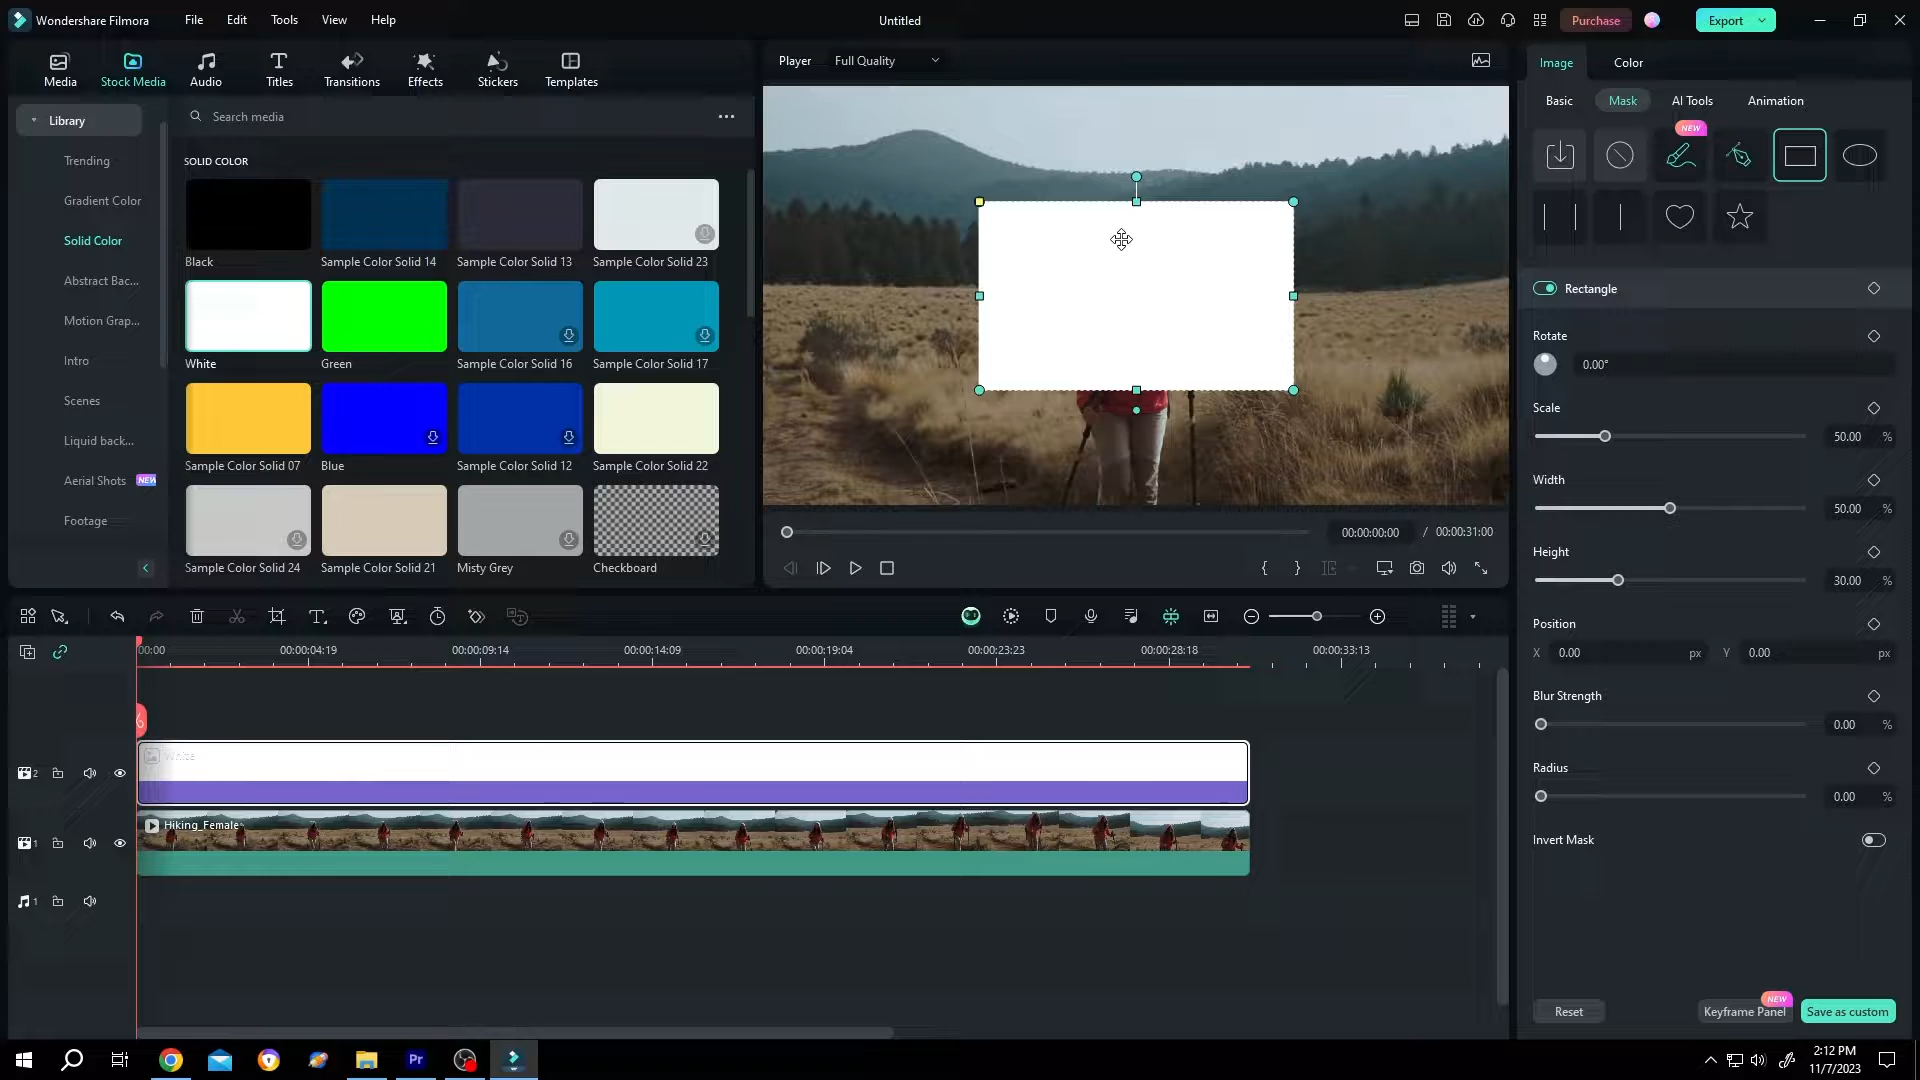 Wondershare Filmora File Edit Tools View Help Untitled Purchase Export
Media Stock Media Audio Titles Transitions Effects Stickers Templates
Player Full Quality
Image Color
Basic Mask AI Tools Animation
NEW
Library
Search media
Trending
Gradient Color
Solid Color
Abstract Bac...
Motion Grap...
Intro
Scenes
Liquid back...
Aerial Shots NEW
Footage
SOLID COLOR
Black Sample Color Solid 14 Sample Color Solid 13 Sample Color Solid 23
White Green Sample Color Solid 16 Sample Color Solid 17
Sample Color Solid 07 Blue Sample Color Solid 12 Sample Color Solid 22
Sample Color Solid 24 Sample Color Solid 21 Misty Grey Checkboard
00:00:00:00 / 00:00:31:00
Rectangle
Rotate
0.00°
Scale
50.00 %
Width
50.00 %
Height
30.00 %
Position
X 0.00 px Y 0.00 px
Blur Strength
0.00 %
Radius
0.00 %
Invert Mask
Reset Keyframe Panel NEW Save as custom
00:00 00:00:04:19 00:00:09:14 00:00:14:09 00:00:19:04 00:00:23:23 00:00:28:18 00:00:33:13
White
2
Hiking_Female
1
1
Pr
2:12 PM
11/7/2023